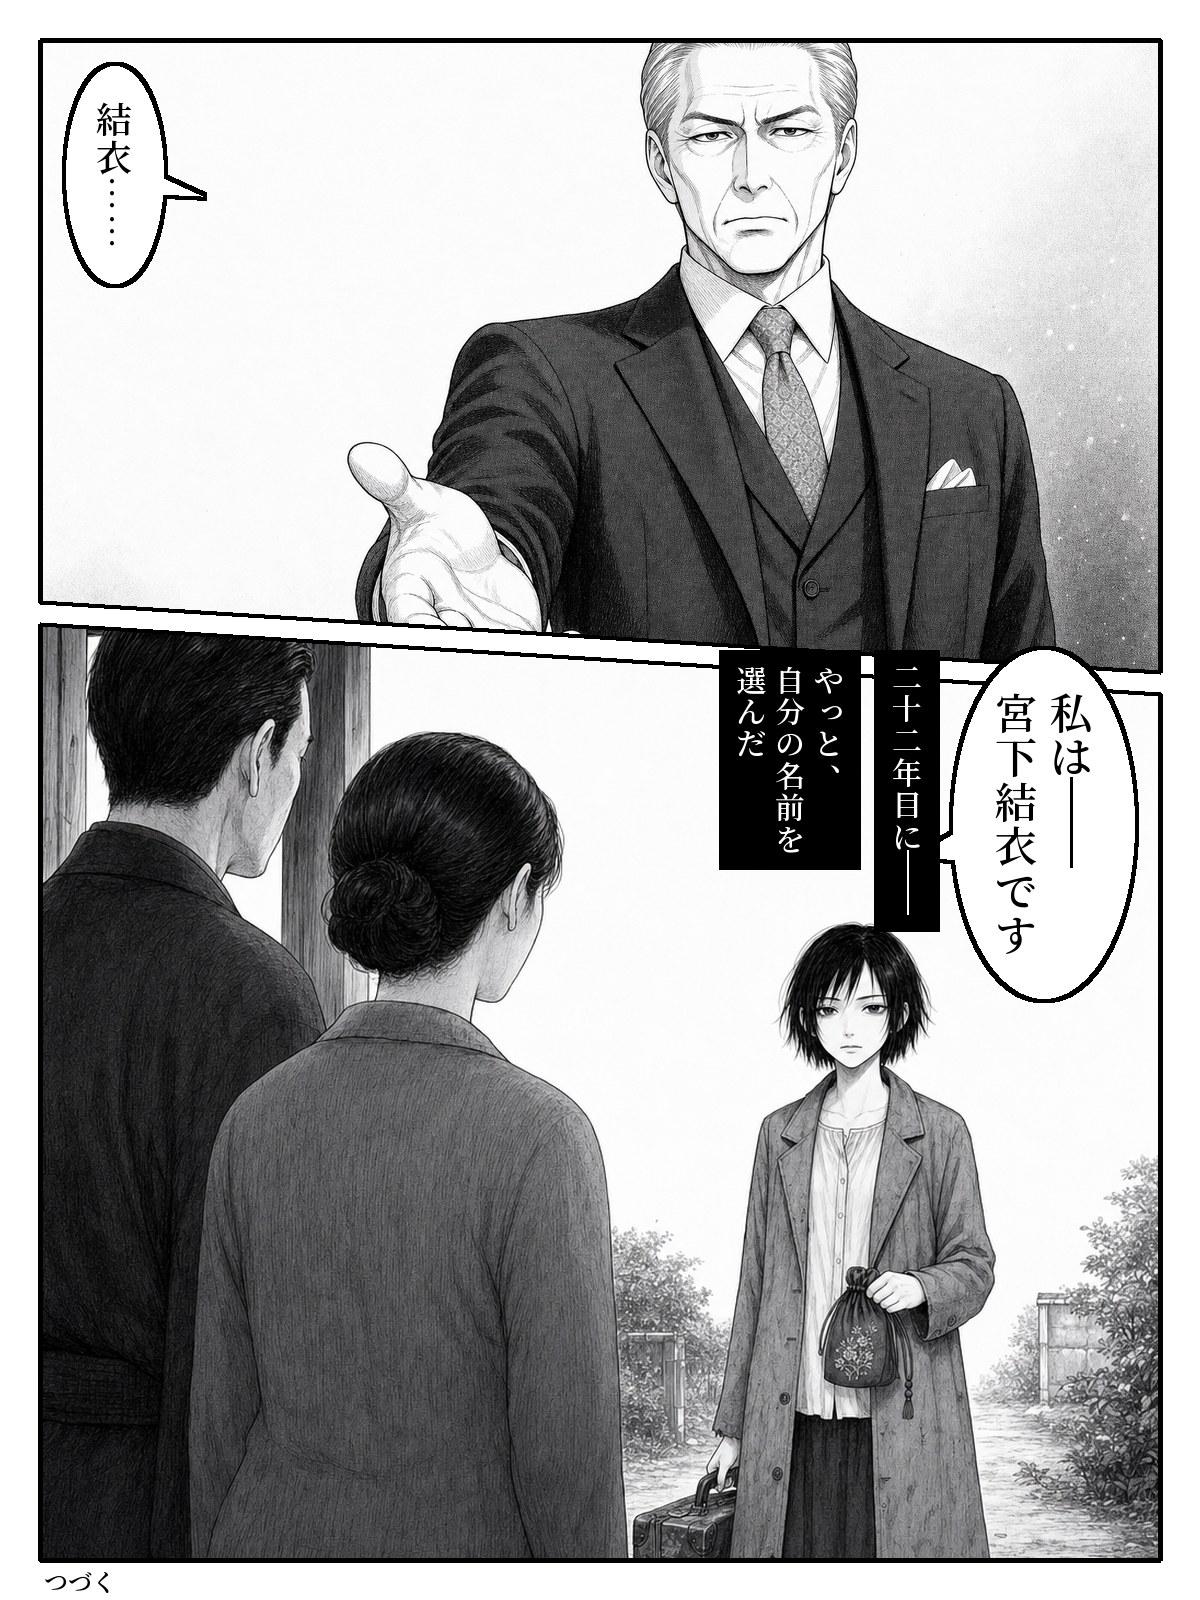 結衣……
私は――
宮下結衣です
二十二年目に――
やっと、
自分の名前を
選んだ
つづく